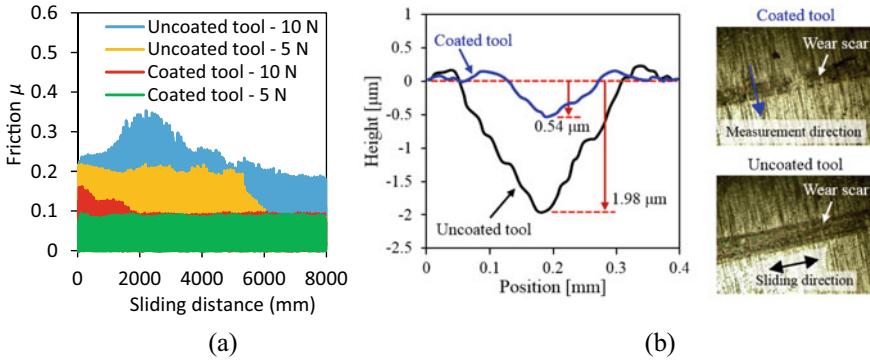 (a)
0.6
0.5
0.4
0.3
0.2
0.1
0
Friction μ
Uncoated tool - 10 N
Uncoated tool - 5 N
Coated tool - 10 N
Coated tool - 5 N
0 2000 4000 6000 8000
Sliding distance (mm)
(a)
1
0.5
0
-0.5
-1
-1.5
-2
-2.5
Height [μm]
Coated tool
0.54 μm
1.98 μm
Uncoated tool
0 0.1 0.2 0.3 0.4
Position [mm]
Coated tool
Wear scar
Measurement direction
Uncoated tool
Wear scar
Sliding direction
(b)